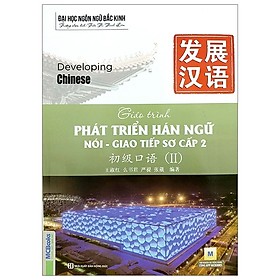 ĐẠI HỌC NGÔN NGỮ BẮC KINH
发展
汉语
Developing
Chinese
Giáo trình
PHÁT TRIỂN HÁN NGỮ
NÓI - GIAO TIẾP SƠ CẤP 2
初级口语 (II)
MCBooks